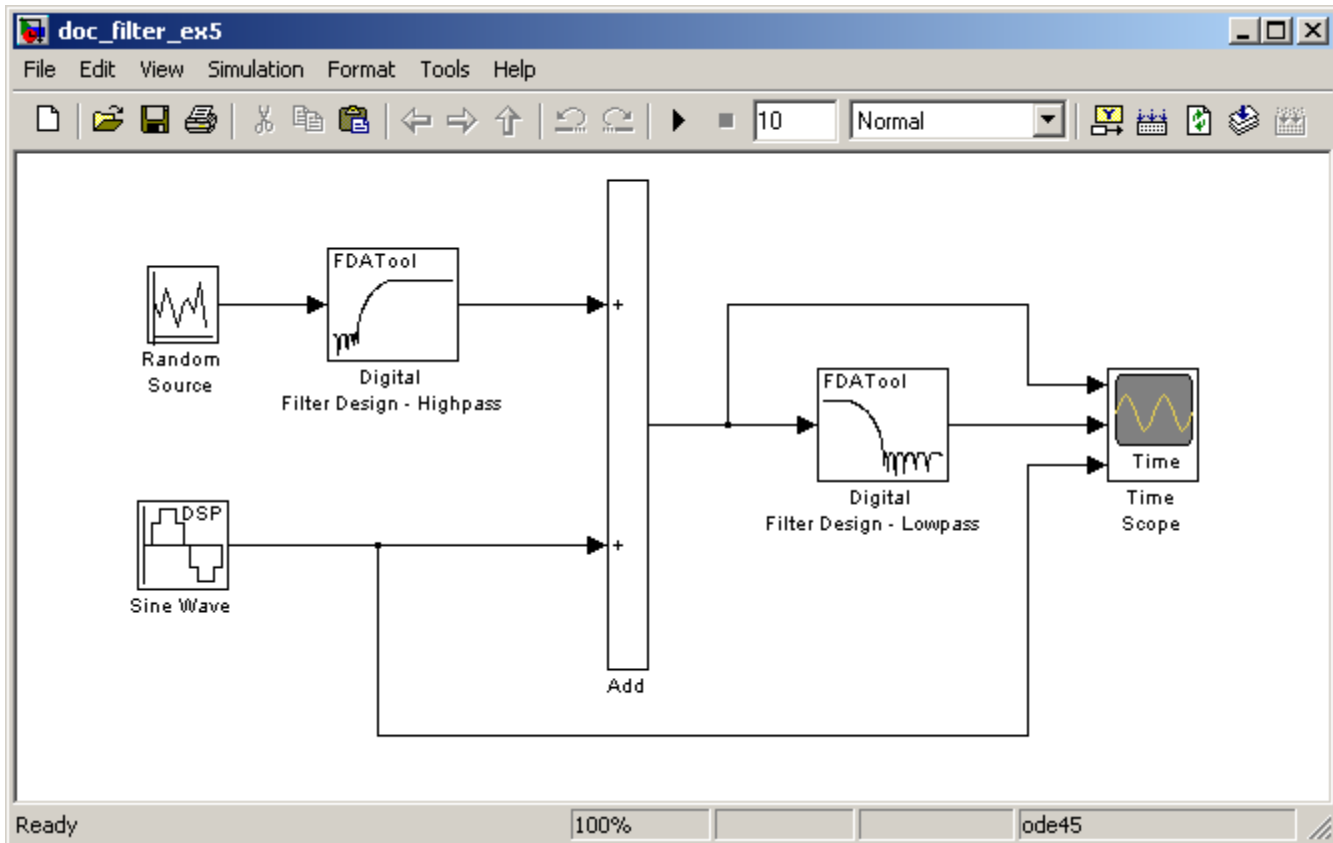 doc_filter_ex5
File Edit View Simulation Format Tools Help
10 Normal
FDATool
+
Random
Source
Digital
Filter Design - Highpass
FDATool
Time
Digital
Filter Design - Lowpass
Time
Scope
DSP
+
Sine Wave
Add
Ready 100% ode45